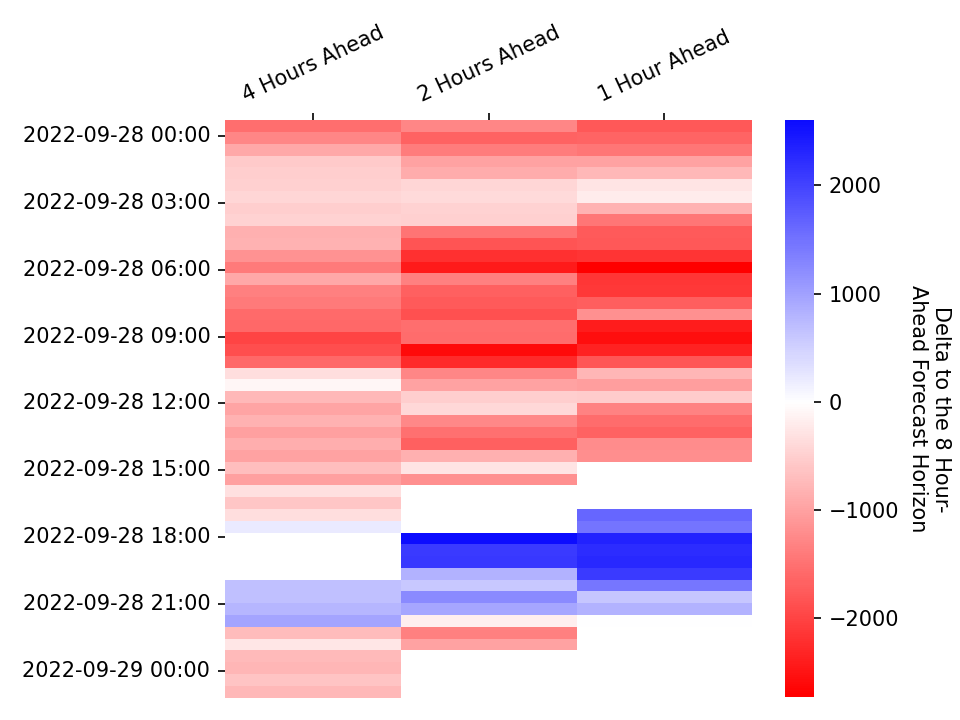 4 Hours Ahead
2 Hours Ahead
1 Hour Ahead
2022-09-28 00:00
2022-09-28 03:00
2022-09-28 06:00
2022-09-28 09:00
2022-09-28 12:00
2022-09-28 15:00
2022-09-28 18:00
2022-09-28 21:00
2022-09-29 00:00
2000
1000
0
−1000
−2000
Delta to the 8 Hour-
Ahead Forecast Horizon